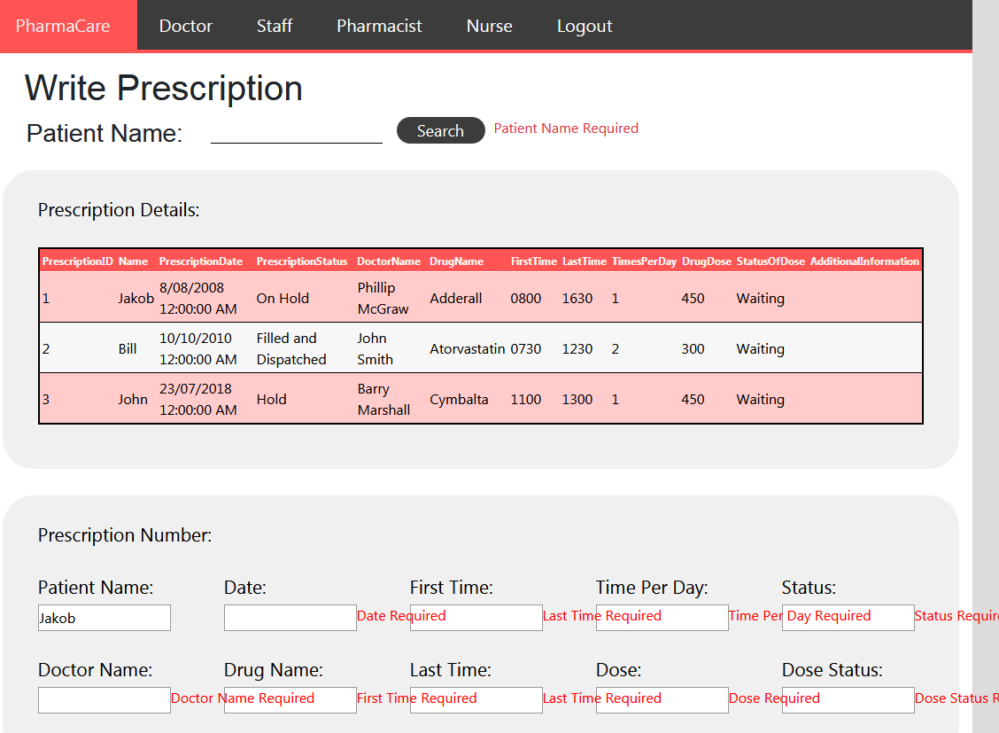 PharmaCare Doctor Staff Pharmacist Nurse Logout
Write Prescription
Patient Name: Search Patient Name Required
Prescription Details:
PrescriptionID Name PrescriptionDate PrescriptionStatus DoctorName DrugName FirstTime LastTime TimesPerDay DrugDose StatusOfDose AdditionalInformation
1 Jakob 8/08/2008 12:00:00 AM On Hold Phillip McGraw Adderall 0800 1630 1 450 Waiting
2 Bill 10/10/2010 12:00:00 AM Filled and Dispatched John Smith Atorvastatin 0730 1230 2 300 Waiting
3 John 23/07/2018 12:00:00 AM Hold Barry Marshall Cymbalta 1100 1300 1 450 Waiting
Prescription Number:
Patient Name: Date: First Time: Time Per Day: Status:
Jakob Date Required Last Time Required Time Per Day Required Status Require
Doctor Name: Drug Name: Last Time: Dose: Dose Status:
Doctor Name Required First Time Required Last Time Required Dose Required Dose Status R